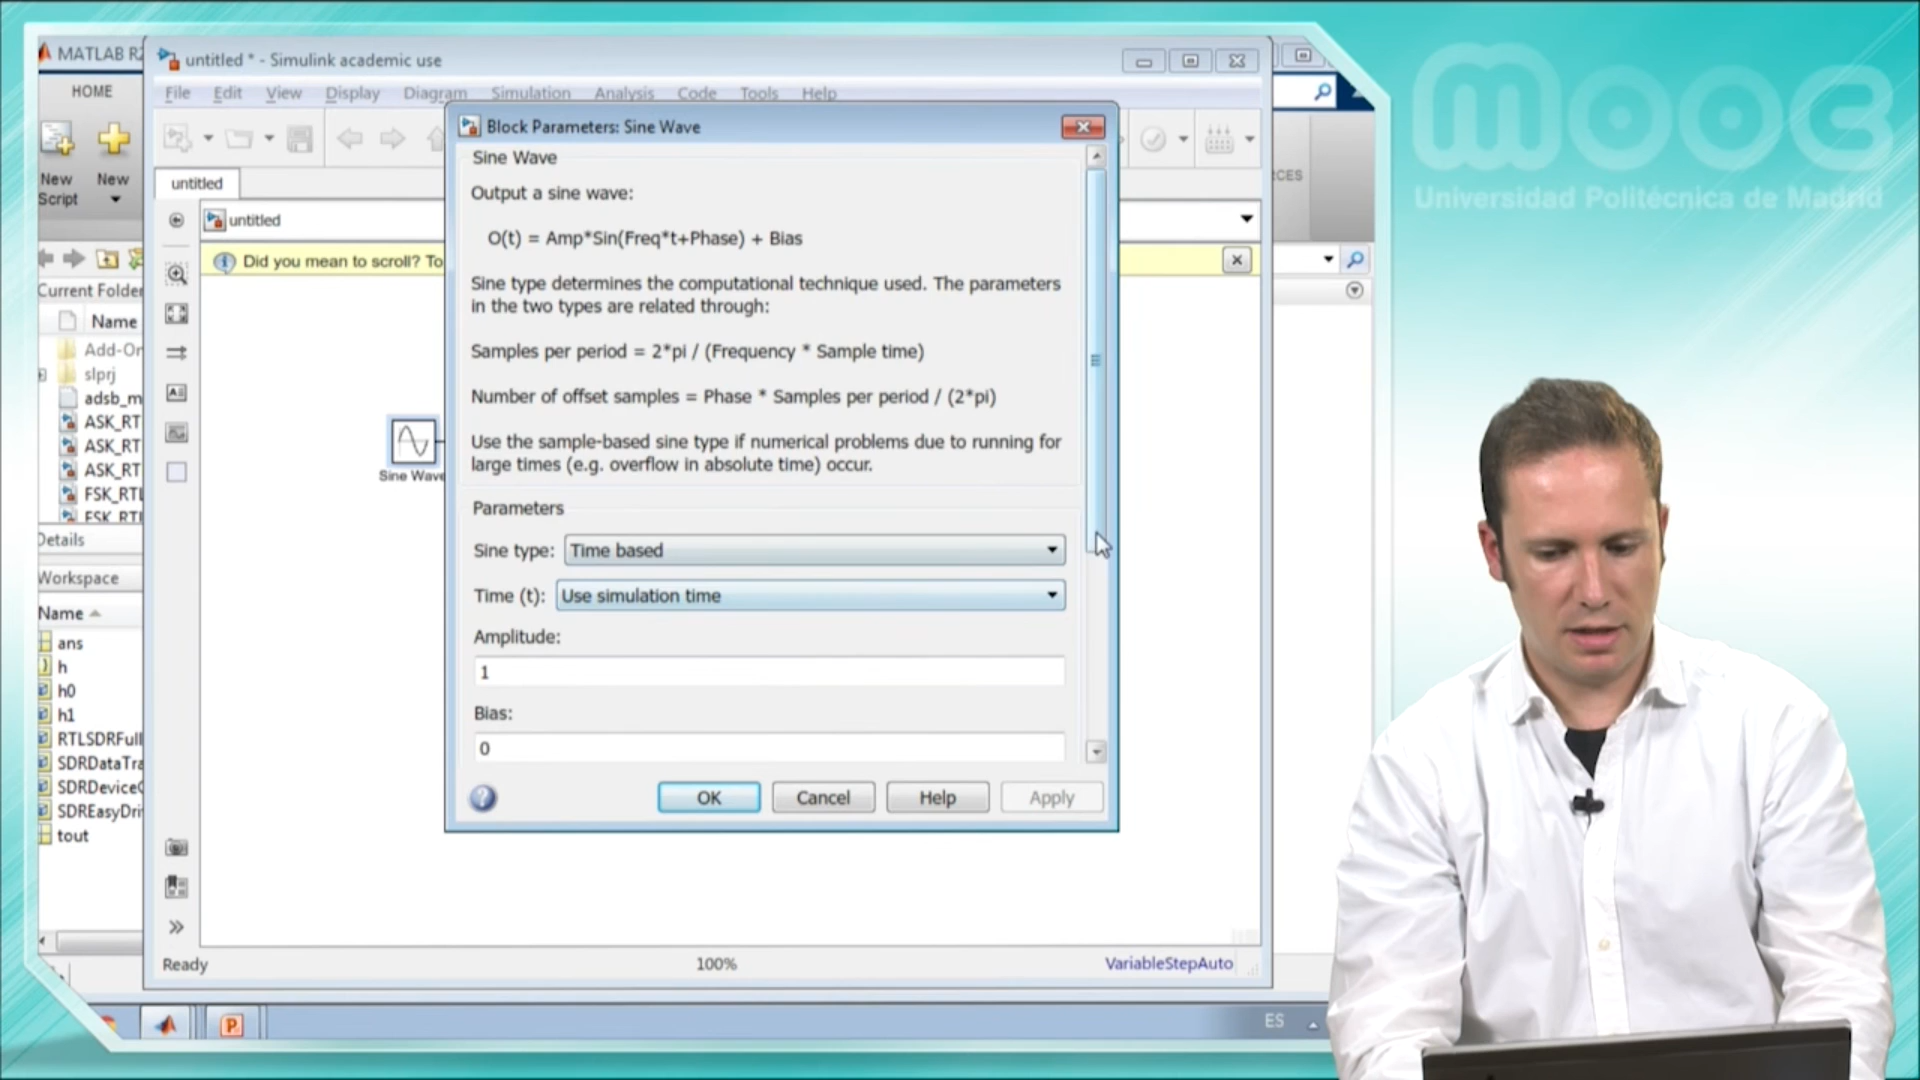 MATLAB R2
untitled * - Simulink academic use
HOME
File Edit View Display Diagram Simulation Analysis Code Tools Help
New Script
New
RCES
untitled
untitled
Did you mean to scroll? To
Current Folder
Name
Add-Or
slprj
adsb_m
ASK_RT
ASK_RT
ASK_RT
FSK_RTL
FSK_RTL
Details
Workspace
Name
ans
h
h0
h1
RTLSDRFull
SDRDataTra
SDRDeviceC
SDREasyDri
tout
Sine Wave
Block Parameters: Sine Wave
Sine Wave
Output a sine wave:
O(t) = Amp*Sin(Freq*t+Phase) + Bias
Sine type determines the computational technique used. The parameters
in the two types are related through:
Samples per period = 2*pi / (Frequency * Sample time)
Number of offset samples = Phase * Samples per period / (2*pi)
Use the sample-based sine type if numerical problems due to running for
large times (e.g. overflow in absolute time) occur.
Parameters
Sine type: Time based
Time (t): Use simulation time
Amplitude:
1
Bias:
0
OK Cancel Help Apply
Ready 100% VariableStepAuto
ES
mooc
Universidad Politécnica de Madrid